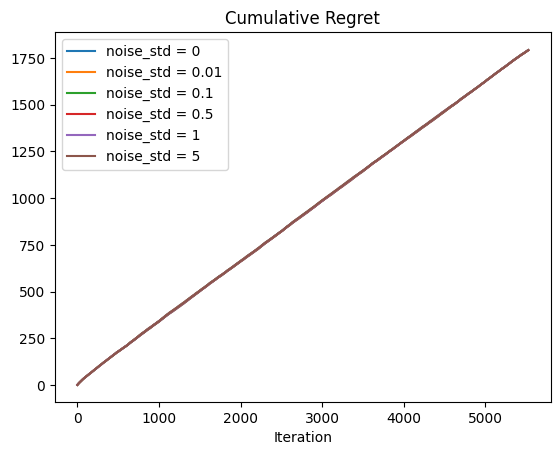 Cumulative Regret
noise_std = 0
noise_std = 0.01
noise_std = 0.1
noise_std = 0.5
noise_std = 1
noise_std = 5
1750
1500
1250
1000
750
500
250
0
0 1000 2000 3000 4000 5000
Iteration